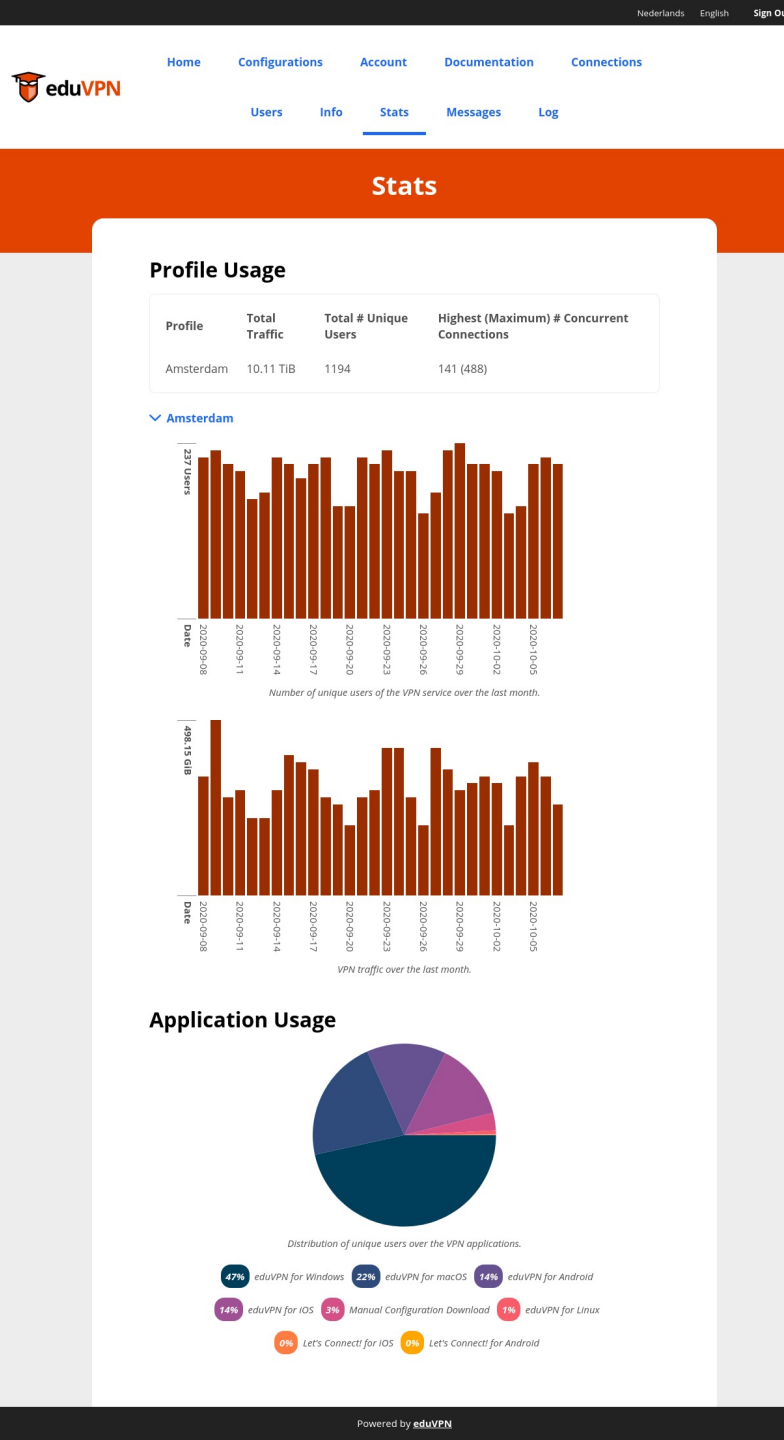 Nederlands English Sign Ou
eduVPN
Home Configurations Account Documentation Connections
Users Info Stats Messages Log
Stats
Profile Usage
Profile Total Traffic Total # Unique Users Highest (Maximum) # Concurrent Connections
Amsterdam 10.11 TiB 1194 141 (488)
Amsterdam
237 Users
Date 2020-09-08 2020-09-11 2020-09-14 2020-09-17 2020-09-20 2020-09-23 2020-09-26 2020-09-29 2020-10-02 2020-10-05
Number of unique users of the VPN service over the last month.
498.15 GiB
Date 2020-09-08 2020-09-11 2020-09-14 2020-09-17 2020-09-20 2020-09-23 2020-09-26 2020-09-29 2020-10-02 2020-10-05
VPN traffic over the last month.
Application Usage
Distribution of unique users over the VPN applications.
47% eduVPN for Windows 22% eduVPN for macOS 14% eduVPN for Android
14% eduVPN for iOS 3% Manual Configuration Download 1% eduVPN for Linux
0% Let's Connect! for iOS 0% Let's Connect! for Android
Powered by eduVPN